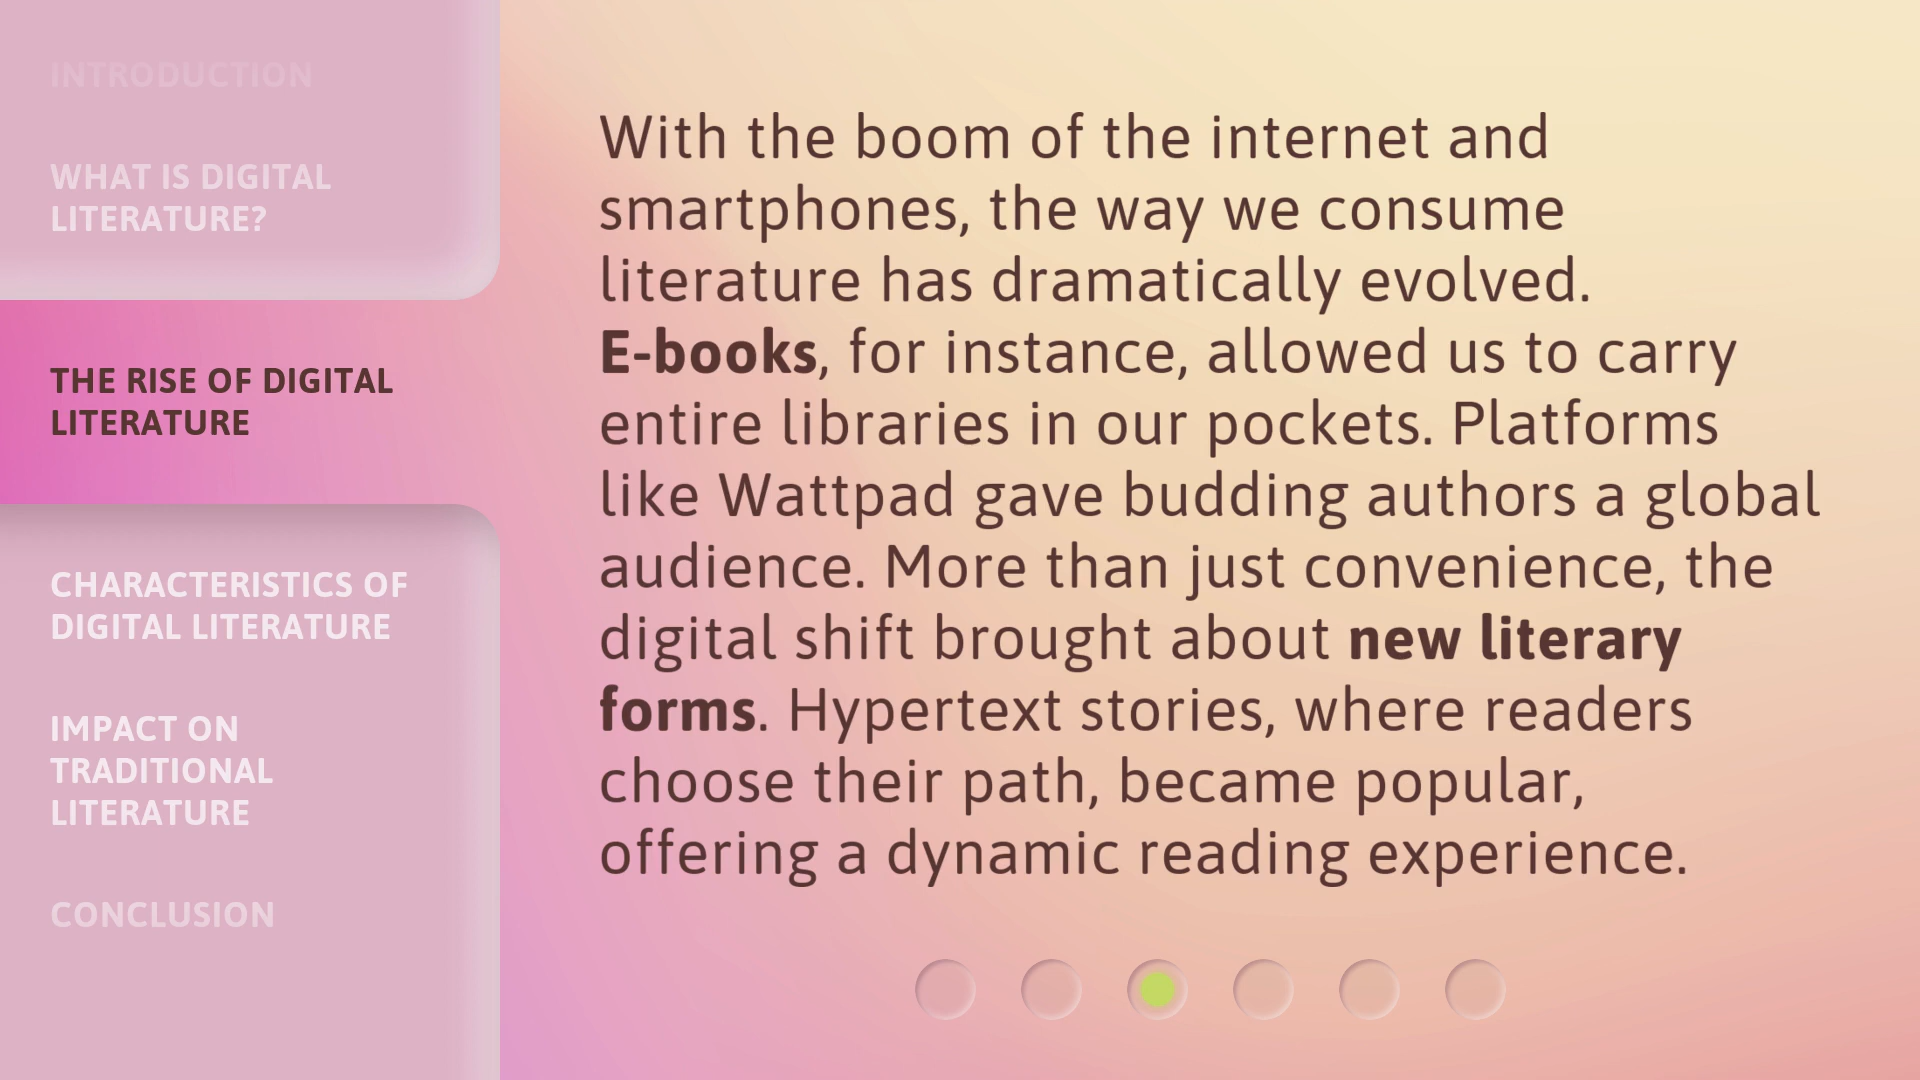 INTRODUCTION
WHAT IS DIGITAL
LITERATURE?
THE RISE OF DIGITAL
LITERATURE
CHARACTERISTICS OF
DIGITAL LITERATURE
IMPACT ON
TRADITIONAL
LITERATURE
CONCLUSION
With the boom of the internet and
smartphones, the way we consume
literature has dramatically evolved.
E-books, for instance, allowed us to carry
entire libraries in our pockets. Platforms
like Wattpad gave budding authors a global
audience. More than just convenience, the
digital shift brought about new literary
forms. Hypertext stories, where readers
choose their path, became popular,
offering a dynamic reading experience.